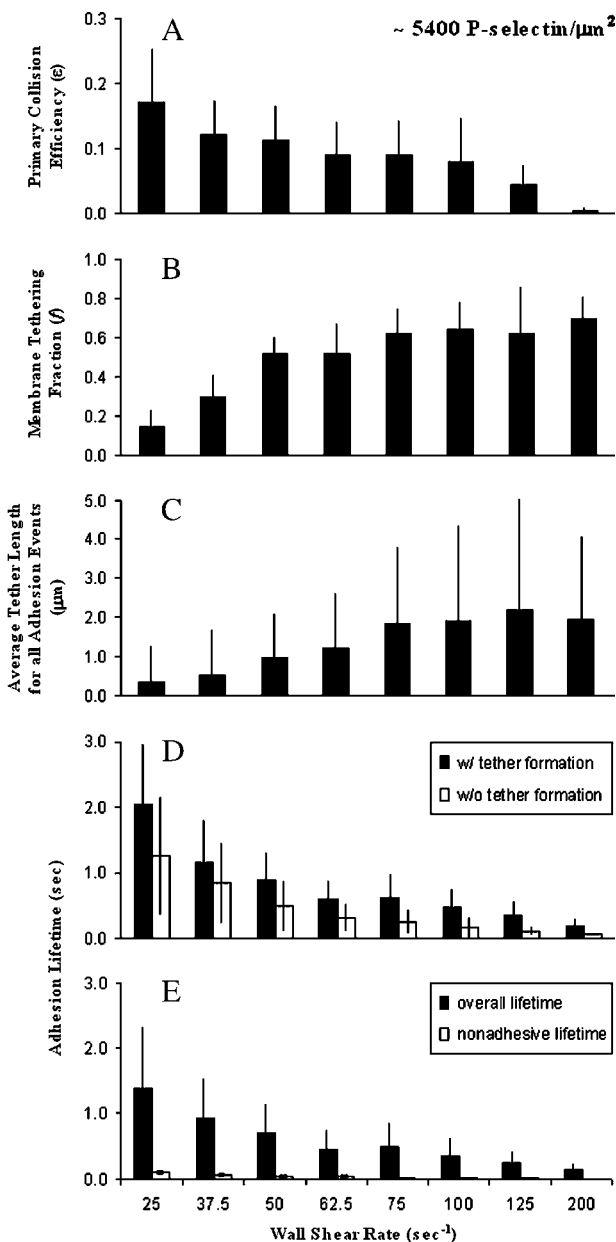 A
~ 5400 P-selectin/μm²
Primary Collision
Efficiency (ε)
0.3
0.2
0.1
0.0
B
Membrane Tethering
Fraction (f)
1.0
0.8
0.6
0.4
0.2
0.0
C
Average Tether Length
for all Adhesion Events
(μm)
5.0
4.0
3.0
2.0
1.0
0.0
D
w/ tether formation
w/o tether formation
3.0
2.0
1.0
0.0
Adhesion Lifetime (sec)
E
overall lifetime
nonadhesive lifetime
3.0
2.0
1.0
0.0
25 37.5 50 62.5 75 100 125 200
Wall Shear Rate (sec⁻¹)